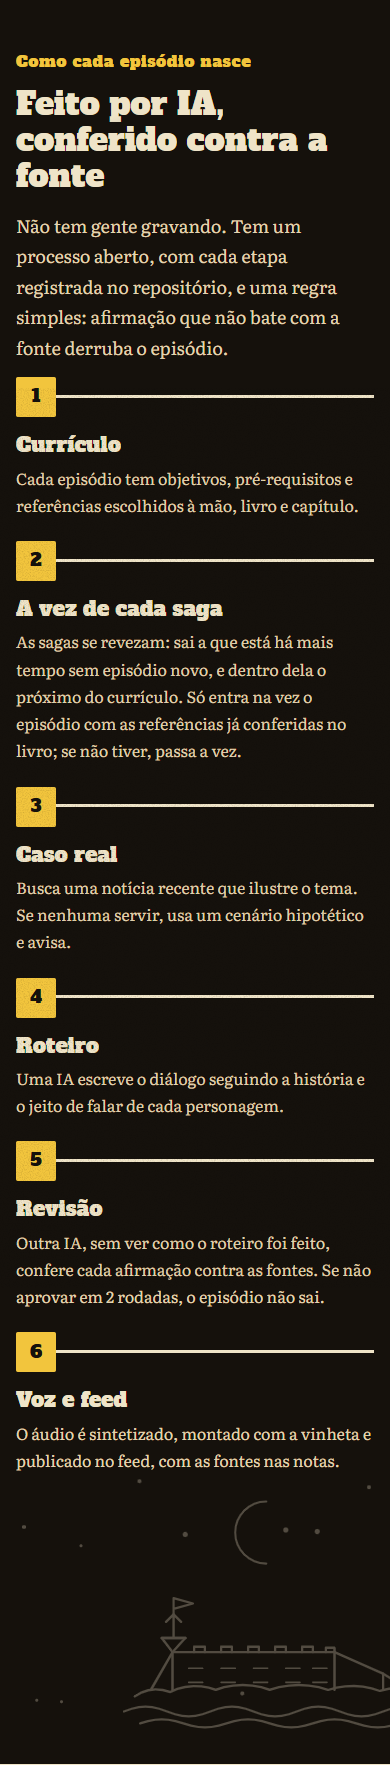 Como cada episódio nasce
Feito por IA,
conferido contra a
fonte
Não tem gente gravando. Tem um
processo aberto, com cada etapa
registrada no repositório, e uma regra
simples: afirmação que não bate com a
fonte derruba o episódio.
1
Currículo
Cada episódio tem objetivos, pré-requisitos e
referências escolhidos à mão, livro e capítulo.
2
A vez de cada saga
As sagas se revezam: sai a que está há mais
tempo sem episódio novo, e dentro dela o
próximo do currículo. Só entra na vez o
episódio com as referências já conferidas no
livro; se não tiver, passa a vez.
3
Caso real
Busca uma notícia recente que ilustre o tema.
Se nenhuma servir, usa um cenário hipotético
e avisa.
4
Roteiro
Uma IA escreve o diálogo seguindo a história e
o jeito de falar de cada personagem.
5
Revisão
Outra IA, sem ver como o roteiro foi feito,
confere cada afirmação contra as fontes. Se não
aprovar em 2 rodadas, o episódio não sai.
6
Voz e feed
O áudio é sintetizado, montado com a vinheta e
publicado no feed, com as fontes nas notas.